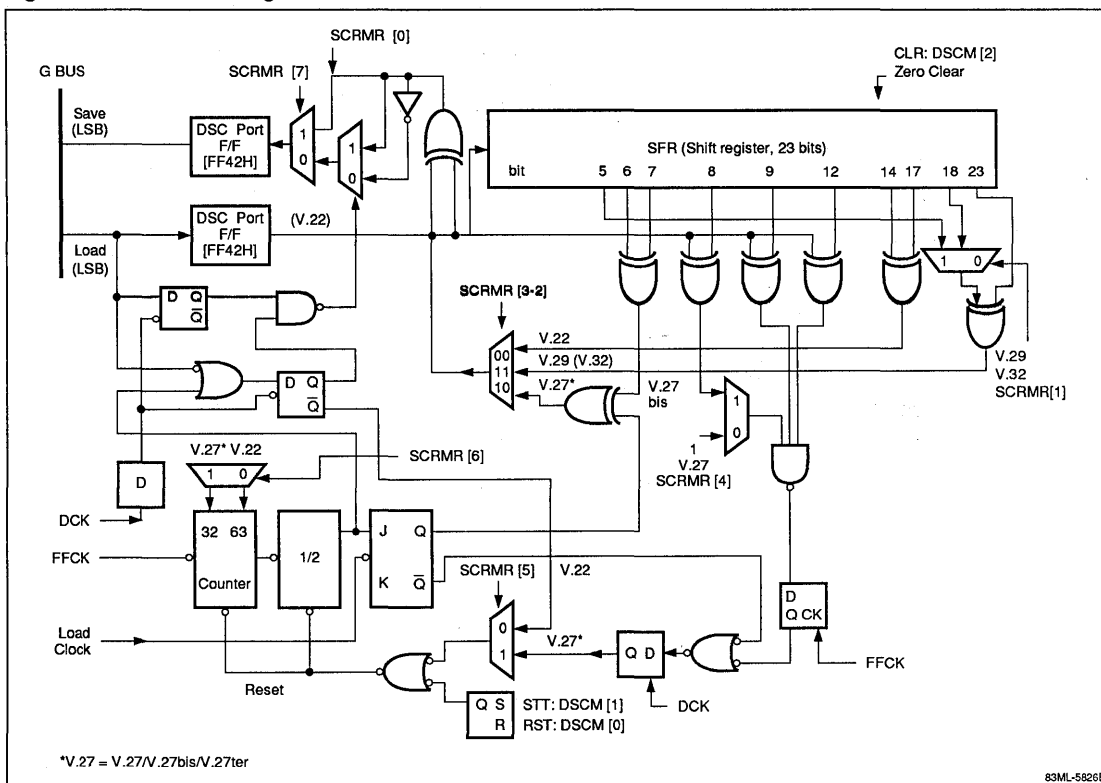 SCRMR [0]
CLR: DSCM [2]
Zero Clear
G BUS
SCRMR [7]
Save
(LSB)
DSC Port
F/F
[FF42H]
1
0
1
0
SFR (Shift register, 23 bits)
bit 5 6 7 8 9 12 14 17 18 23
DSC Port
F/F
[FF42H]
(V.22)
Load
(LSB)
1 0
D Q
Q
SCRMR [3-2]
00
11
10
V.22
V.29 (V.32)
V.27*
V.27
bis
V.29
V.32
SCRMR[1]
D Q
Q
1
0
1
V.27
SCRMR [4]
V.27* V.22
1 0
SCRMR [6]
D
DCK
32 63
Counter
1/2
J Q
K Q
FFCK
SCRMR [5]
V.22
0
1
V.27*
Q D
D
Q CK
FFCK
Load
Clock
Reset
Q S
R
STT: DSCM [1]
RST: DSCM [0]
DCK
*V.27 = V.27/V.27bis/V.27ter